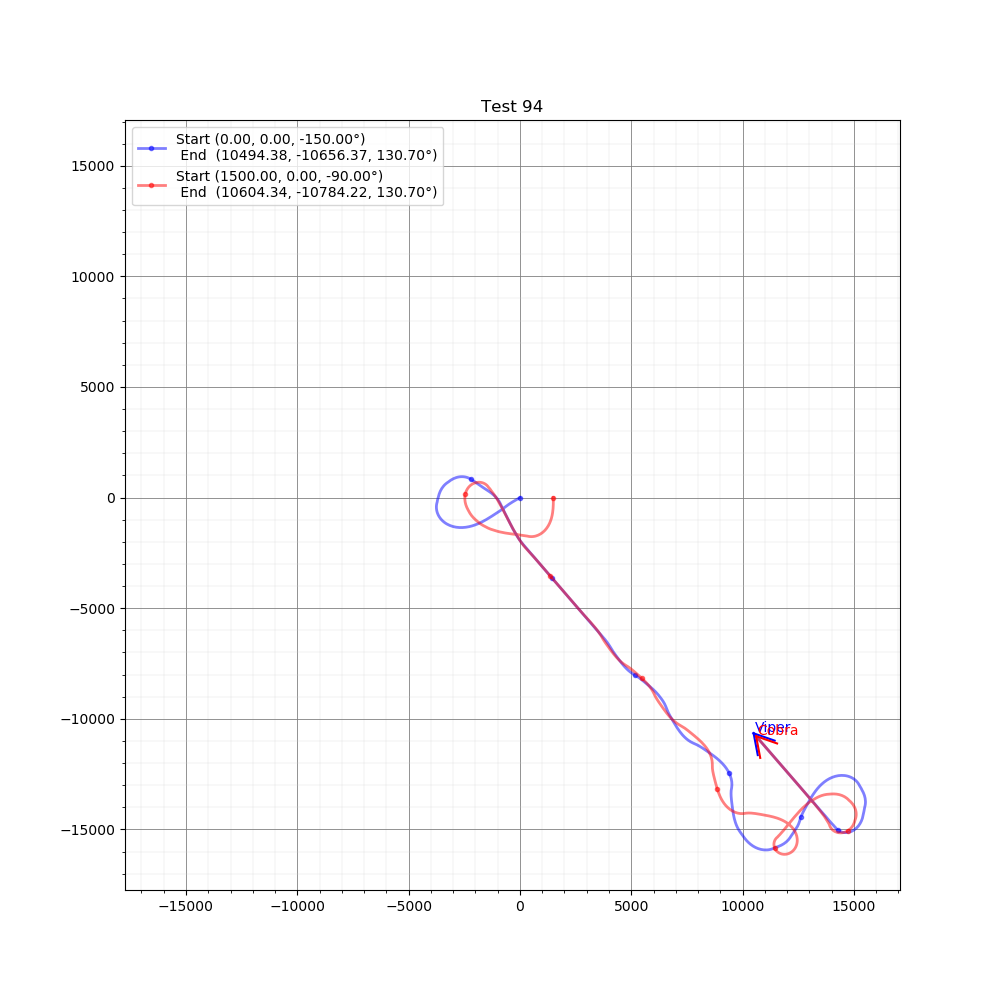 Test 94
Start (0.00, 0.00, -150.00°)
End (10494.38, -10656.37, 130.70°)
Start (1500.00, 0.00, -90.00°)
End (10604.34, -10784.22, 130.70°)
15000
10000
5000
0
−5000
−10000
−15000
Viper
Cobra
−15000 −10000 −5000 0 5000 10000 15000